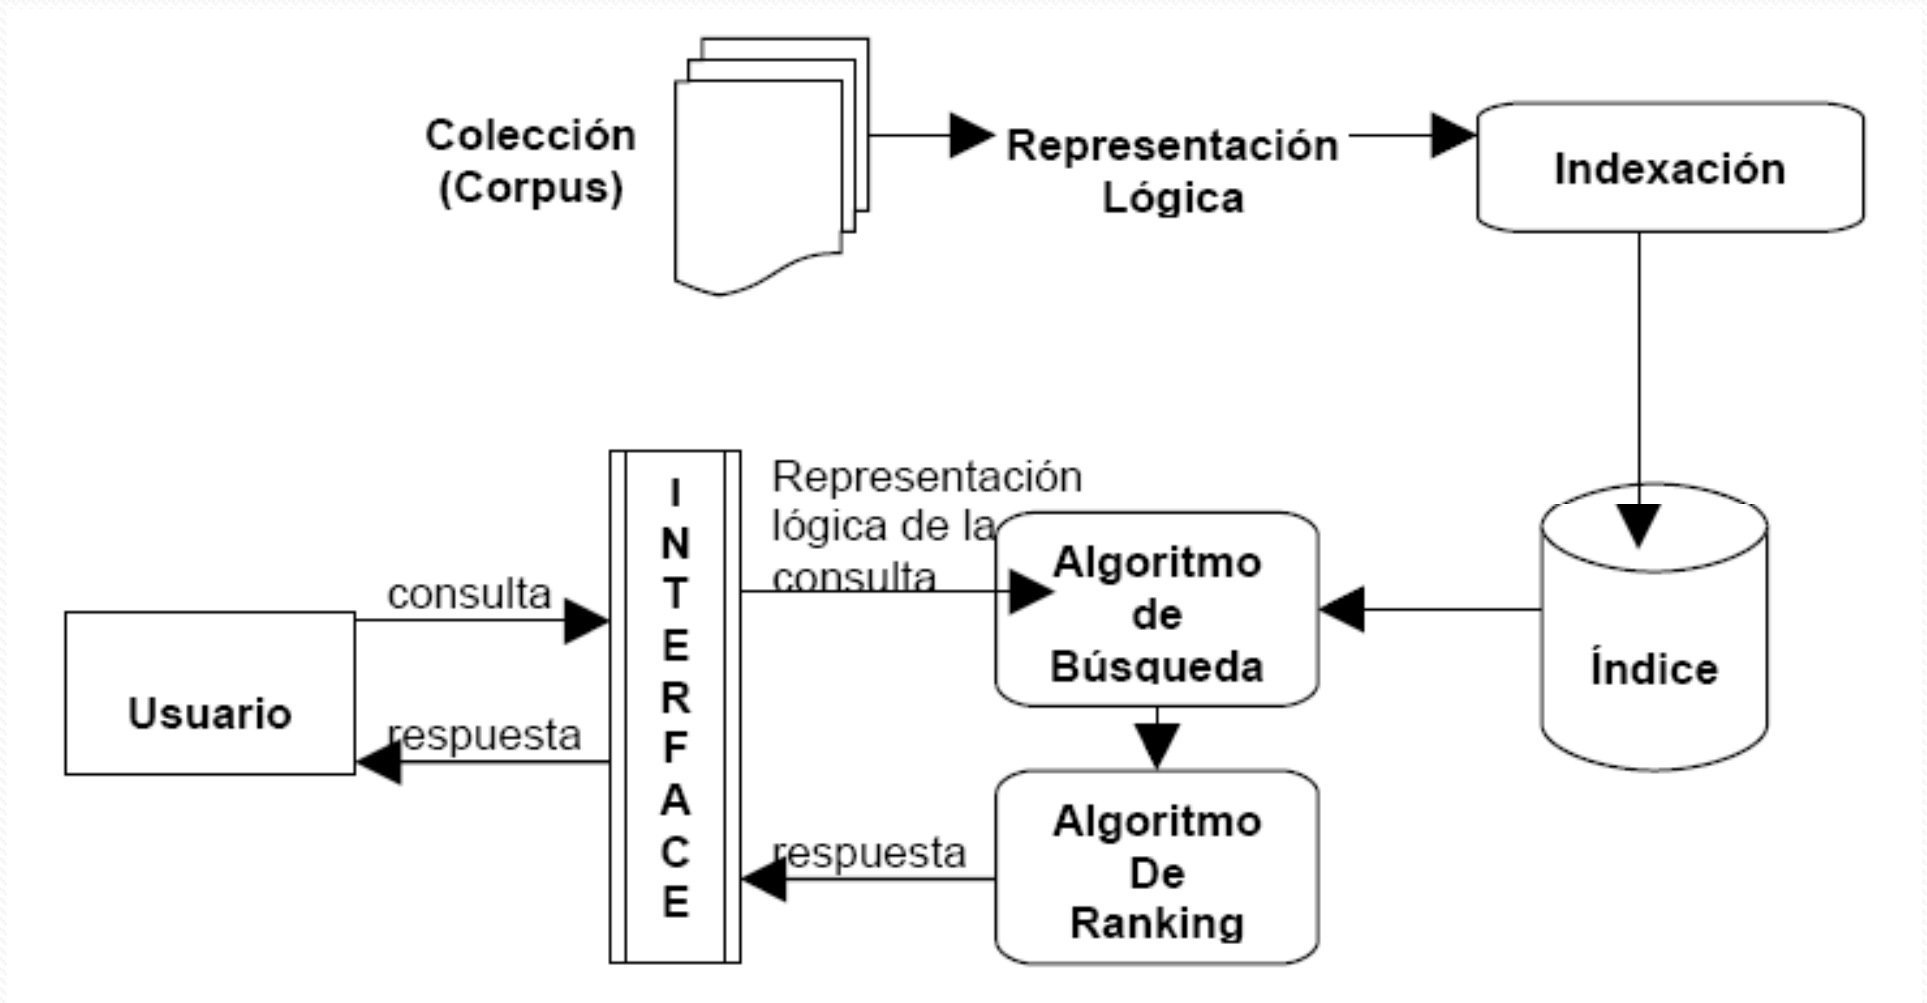 Colección
(Corpus)
Representación
Lógica
Indexación
INTERFACE
Representación
lógica de la
consulta
Algoritmo
de
Búsqueda
consulta
Usuario
respuesta
Índice
respuesta
Algoritmo
De
Ranking